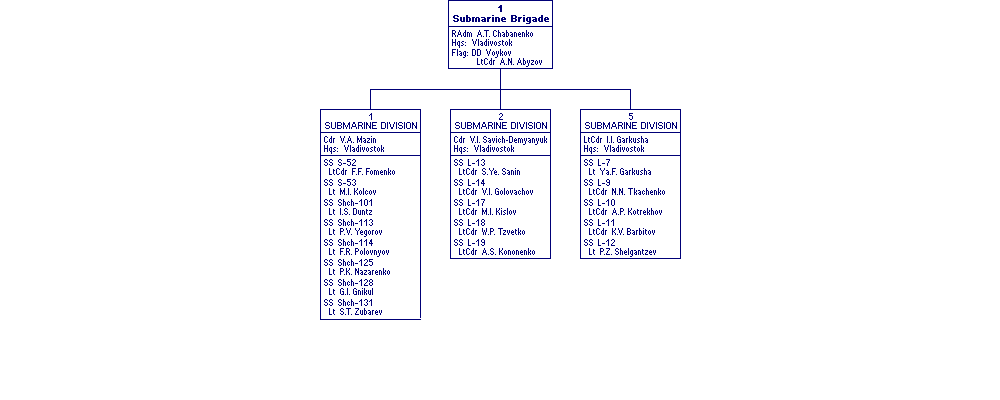 1
Submarine Brigade
RAdm A.T. Chabanenko
Hqs: Vladivostok
Flag: DD Voykov
LtCdr A.N. Abyzov
1
SUBMARINE DIVISION
Cdr V.A. Mazin
Hqs: Vladivostok
SS S-52
LtCdr F.F. Fomenko
SS S-53
Lt M.I. Kolcov
SS Shch-101
Lt I.S. Duntz
SS Shch-113
Lt P.V. Yegorov
SS Shch-114
Lt F.R. Polovnyov
SS Shch-125
Lt P.K. Nazarenko
SS Shch-128
Lt G.I. Gnikul
SS Shch-131
Lt S.T. Zubarev
2
SUBMARINE DIVISION
Cdr V.I. Savich-Demyanyuk
Hqs: Vladivostok
SS L-13
LtCdr S.Ye. Sanin
SS L-14
LtCdr V.I. Golovachov
SS L-17
LtCdr M.I. Kislov
SS L-18
LtCdr W.P. Tzvetko
SS L-19
LtCdr A.S. Kononenko
5
SUBMARINE DIVISION
LtCdr I.I. Garkusha
Hqs: Vladivostok
SS L-7
Lt Ya.F. Garkusha
SS L-9
LtCdr N.N. Tkachenko
SS L-10
LtCdr A.P. Kotrekhov
SS L-11
LtCdr K.V. Barbitov
SS L-12
Lt P.Z. Shelgantzev